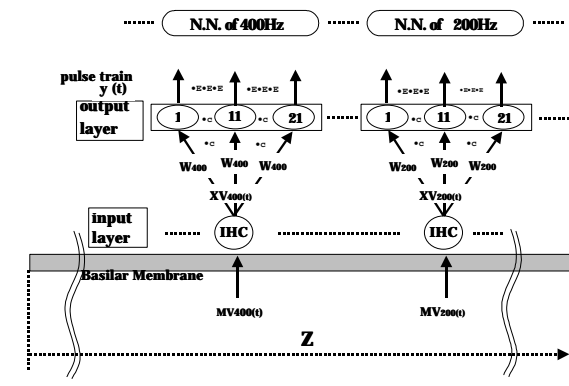 N.N. of 400Hz N.N. of 200Hz
pulse train
y (t)
•E•E•E •E•E•E •E•E•E •E•E•E
output
layer
1 •C 11 •C 21 1 •C 11 •C 21
•C •C •C •C
W400 W400 W400 W200 W200 W200
XV400(t) XV200(t)
input
layer
IHC IHC
Basilar Membrane
MV400(t) MV200(t)
Z